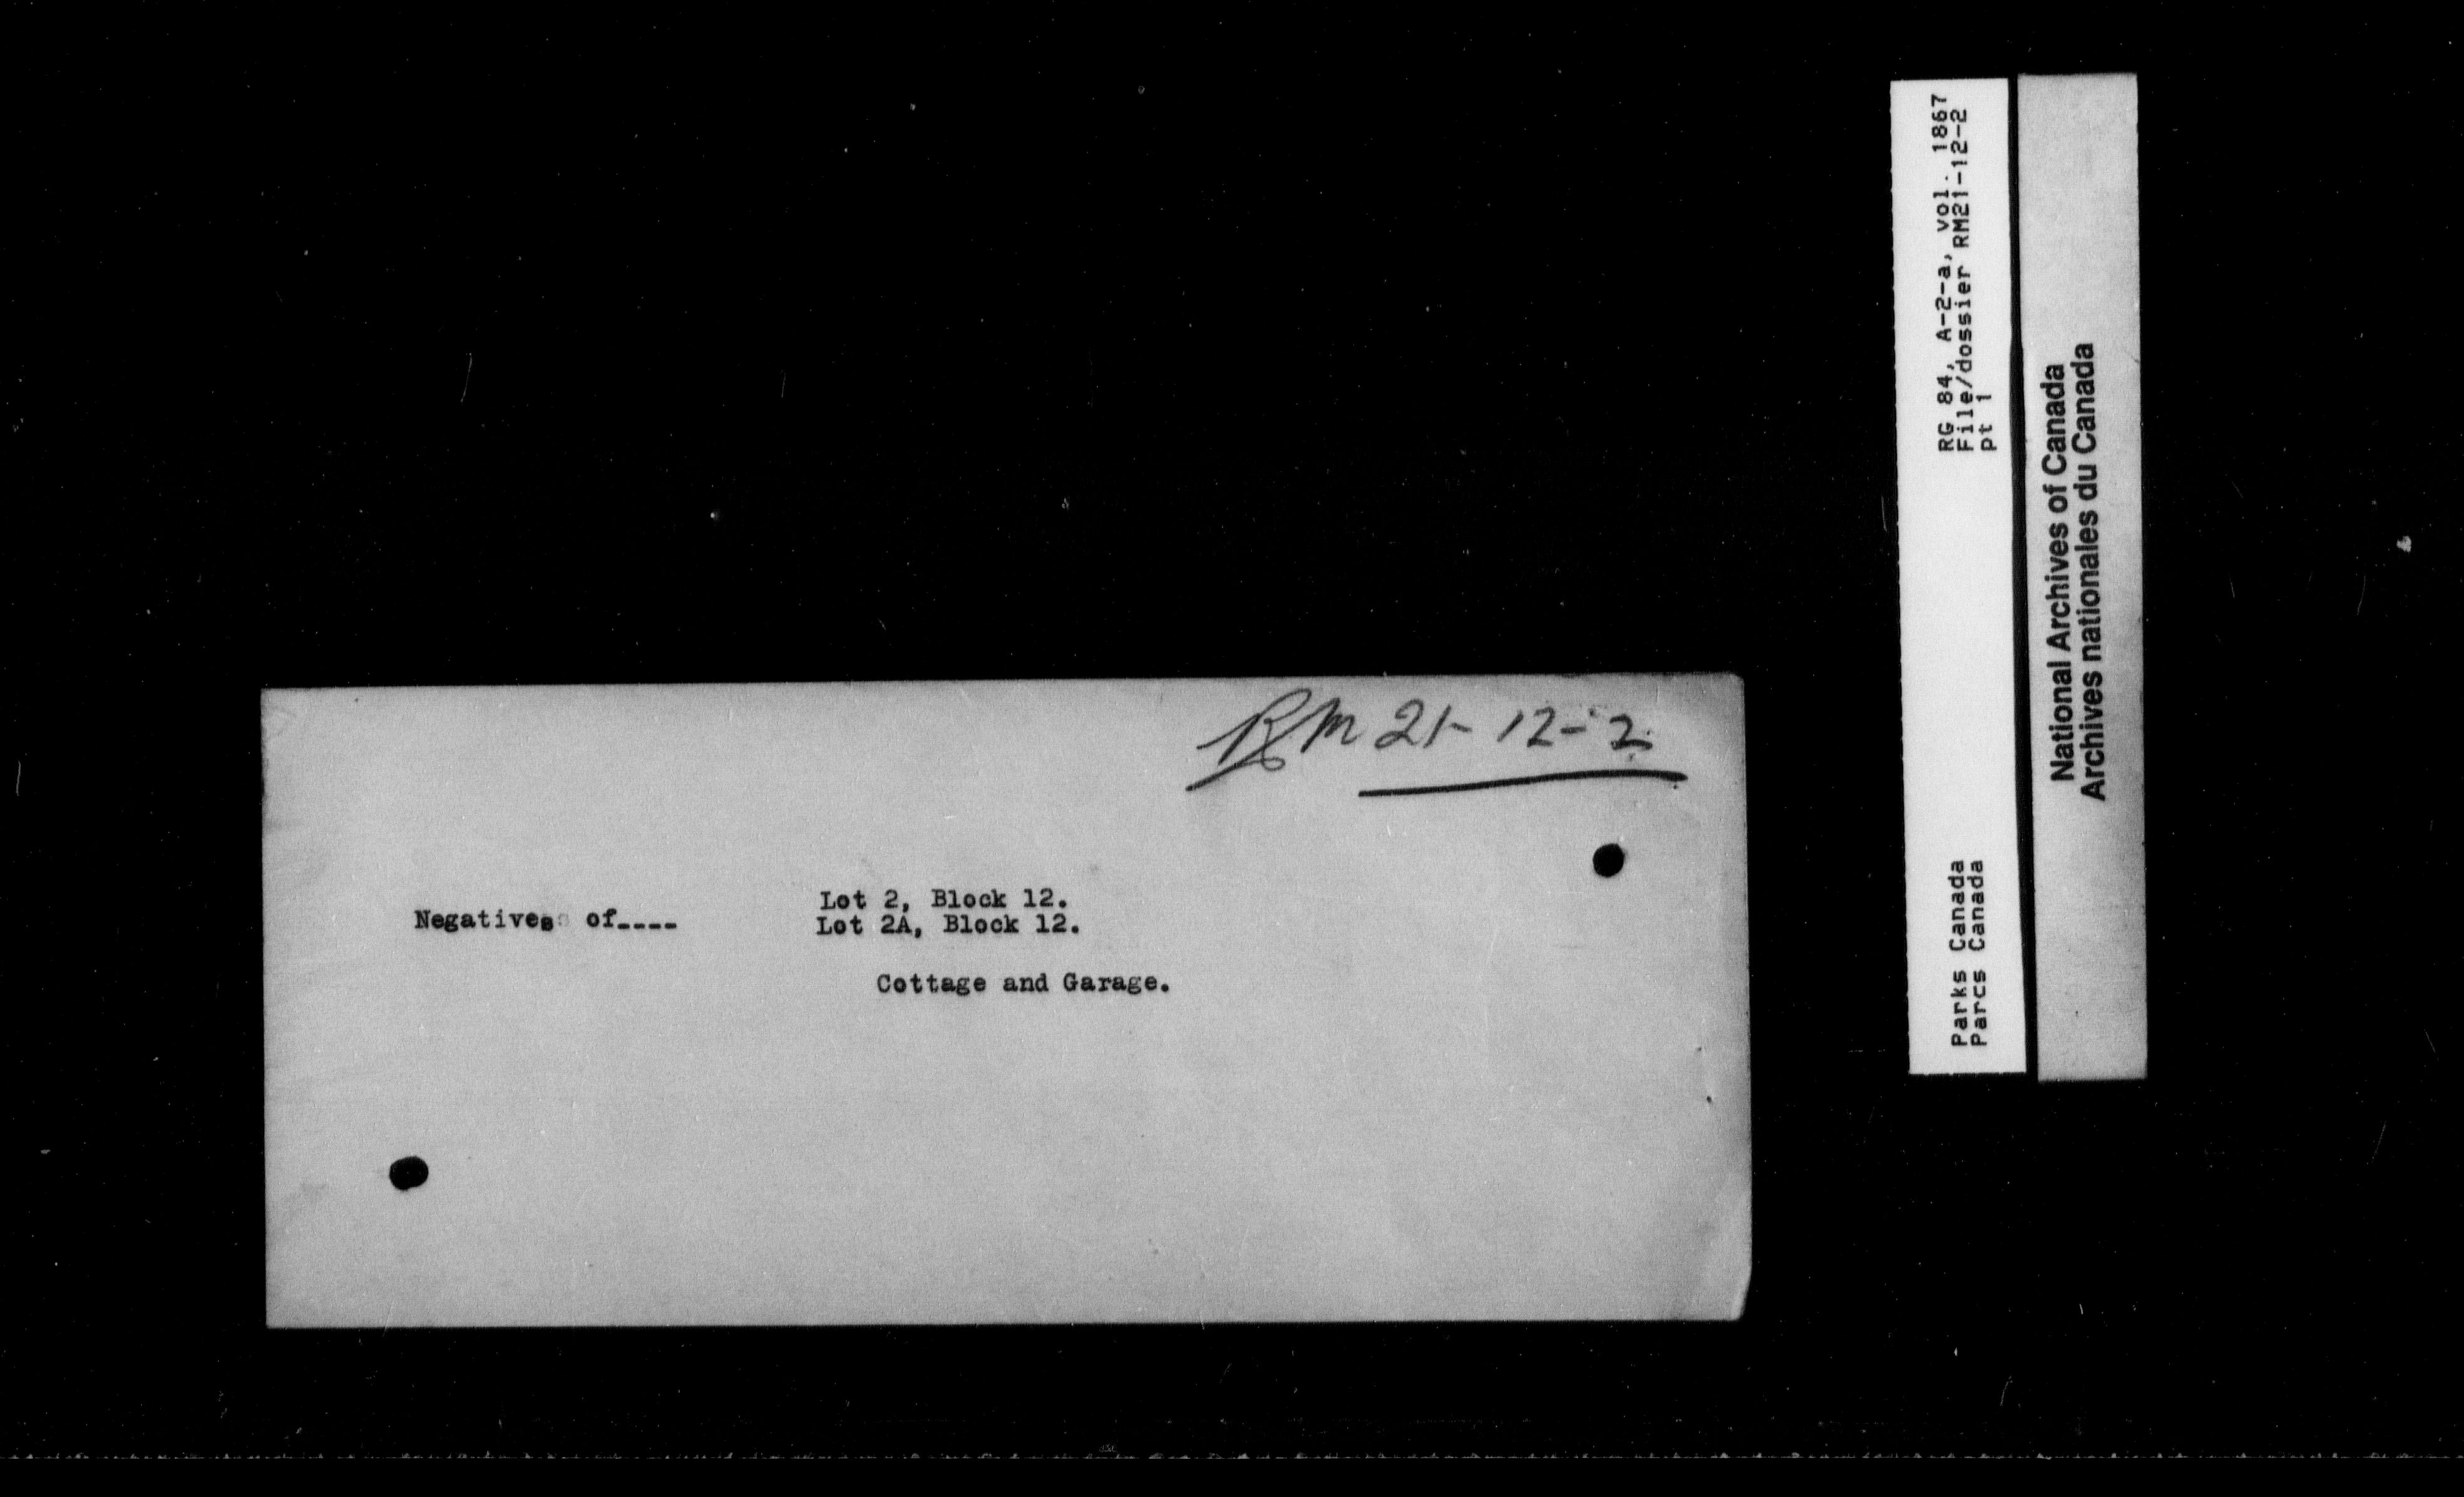 RM 21-12-2
Negatives of----
Lot 2, Block 12.
Lot 2A, Block 12.
Cottage and Garage.
RG 84, A-2-a, vol. 1867
File/dossier RM21-12-2
pt 1
Parks Canada
Parcs Canada
National Archives of Canada
Archives nationales du Canada